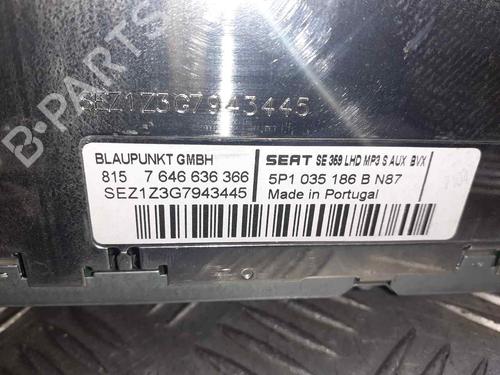 B-PARTS
SEZ1Z3G7943445
BLAUPUNKT GMBH
815 7 646 636 366
SEZ1Z3G7943445
SEAT SE 369 LHD MP3 S AUX BVX
5P1 035 186 B N87
Made in Portugal